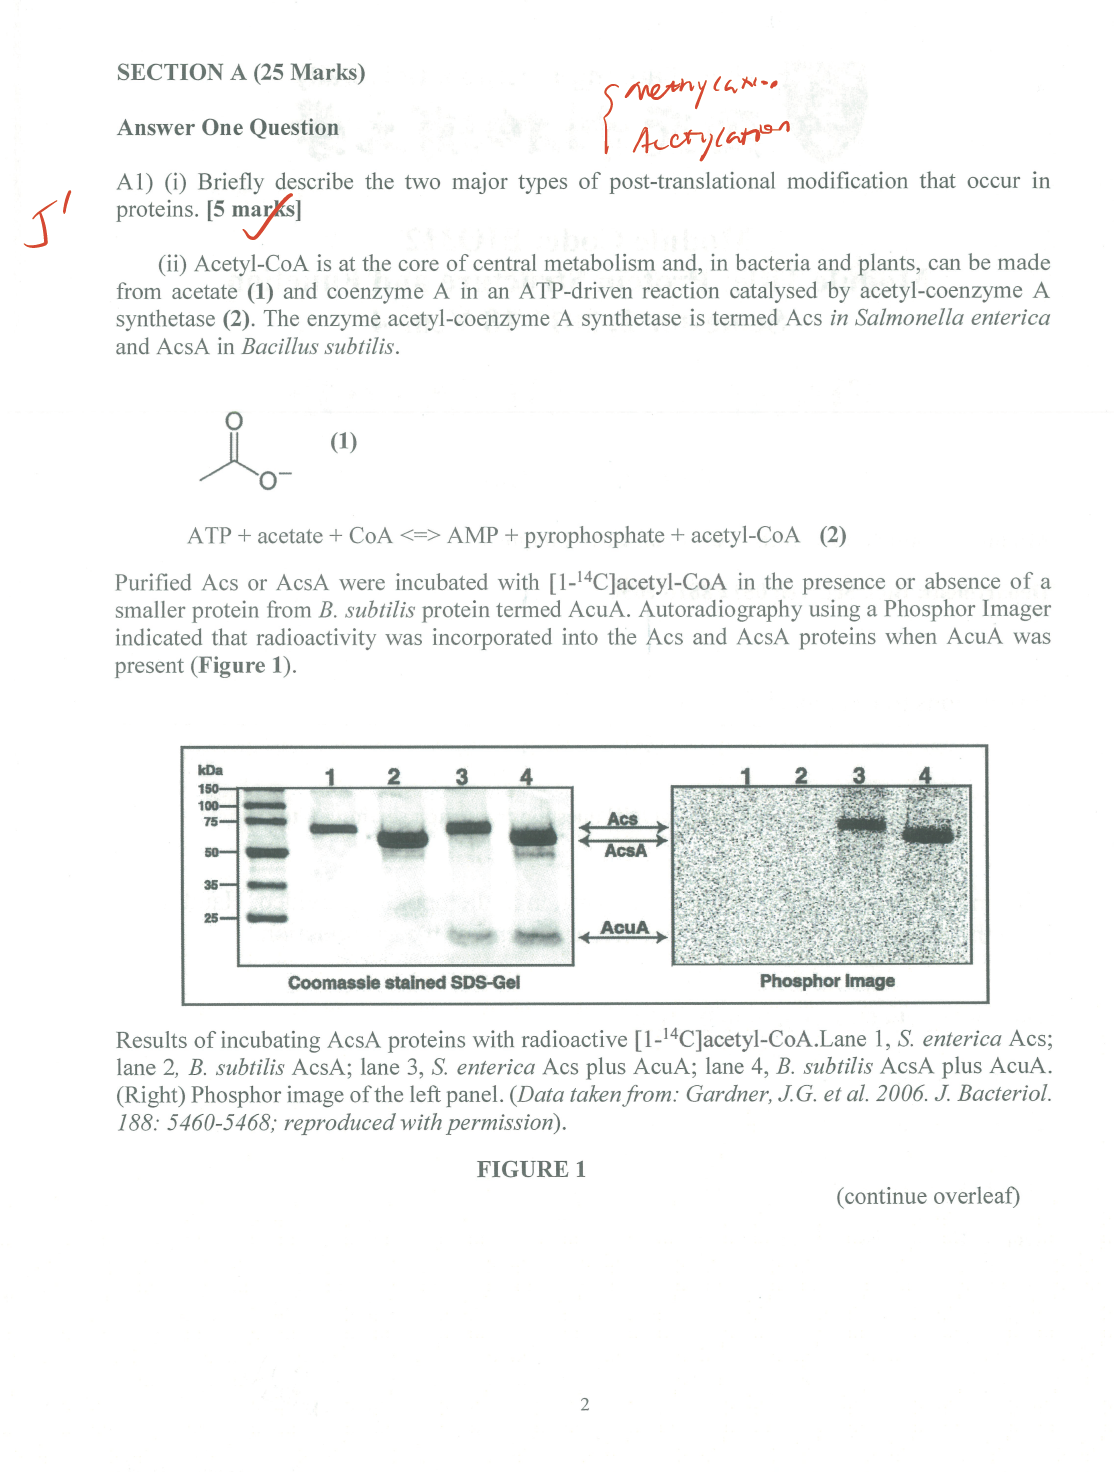 SECTION A (25 Marks)
methylation
Answer One Question
Acetylation
A1) (i) Briefly describe the two major types of post-translational modification that occur in
proteins. [5 marks]
(ii) Acetyl-CoA is at the core of central metabolism and, in bacteria and plants, can be made
from acetate (1) and coenzyme A in an ATP-driven reaction catalysed by acetyl-coenzyme A
synthetase (2). The enzyme acetyl-coenzyme A synthetase is termed Acs in Salmonella enterica
and AcsA in Bacillus subtilis.
O
(1)
O−
ATP + acetate + CoA <=> AMP + pyrophosphate + acetyl-CoA (2)
Purified Acs or AcsA were incubated with [1-¹⁴C]acetyl-CoA in the presence or absence of a
smaller protein from B. subtilis protein termed AcuA. Autoradiography using a Phosphor Imager
indicated that radioactivity was incorporated into the Acs and AcsA proteins when AcuA was
present (Figure 1).
kDa
1 2 3 4 1 2 3 4
150
100
75
Acs
50
AcsA
35
25
AcuA
Coomassie stained SDS-Gel
Phosphor Image
Results of incubating AcsA proteins with radioactive [1-¹⁴C]acetyl-CoA.Lane 1, S. enterica Acs;
lane 2, B. subtilis AcsA; lane 3, S. enterica Acs plus AcuA; lane 4, B. subtilis AcsA plus AcuA.
(Right) Phosphor image of the left panel. (Data taken from: Gardner, J.G. et al. 2006. J. Bacteriol.
188: 5460-5468; reproduced with permission).
FIGURE 1
(continue overleaf)
2